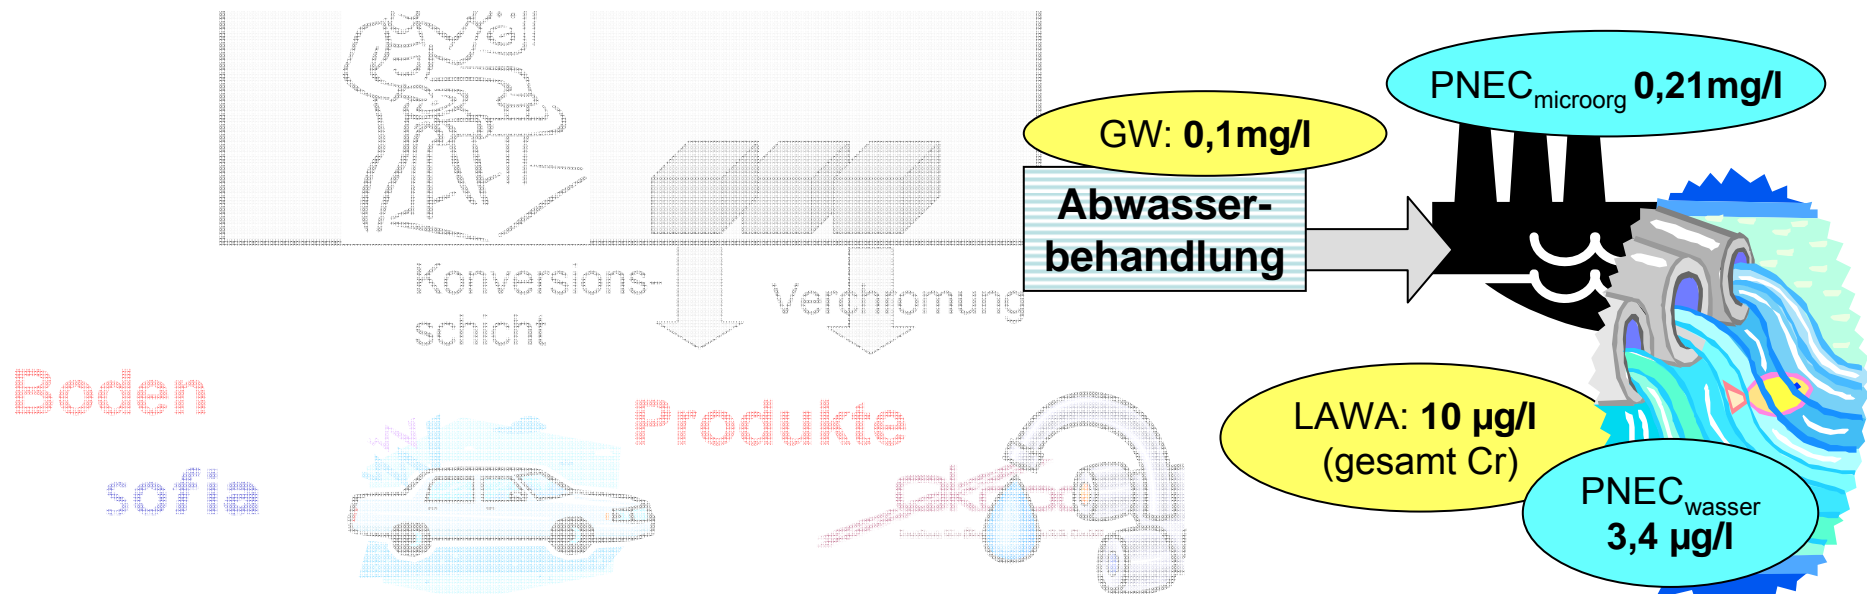 PNECmicroorg 0,21mg/l
GW: 0,1mg/l
Abwasser-
behandlung
Konversions-
schicht
Verchromung
Boden
Produkte
LAWA: 10 µg/l
(gesamt Cr)
sofia
PNECwasser
3,4 µg/l